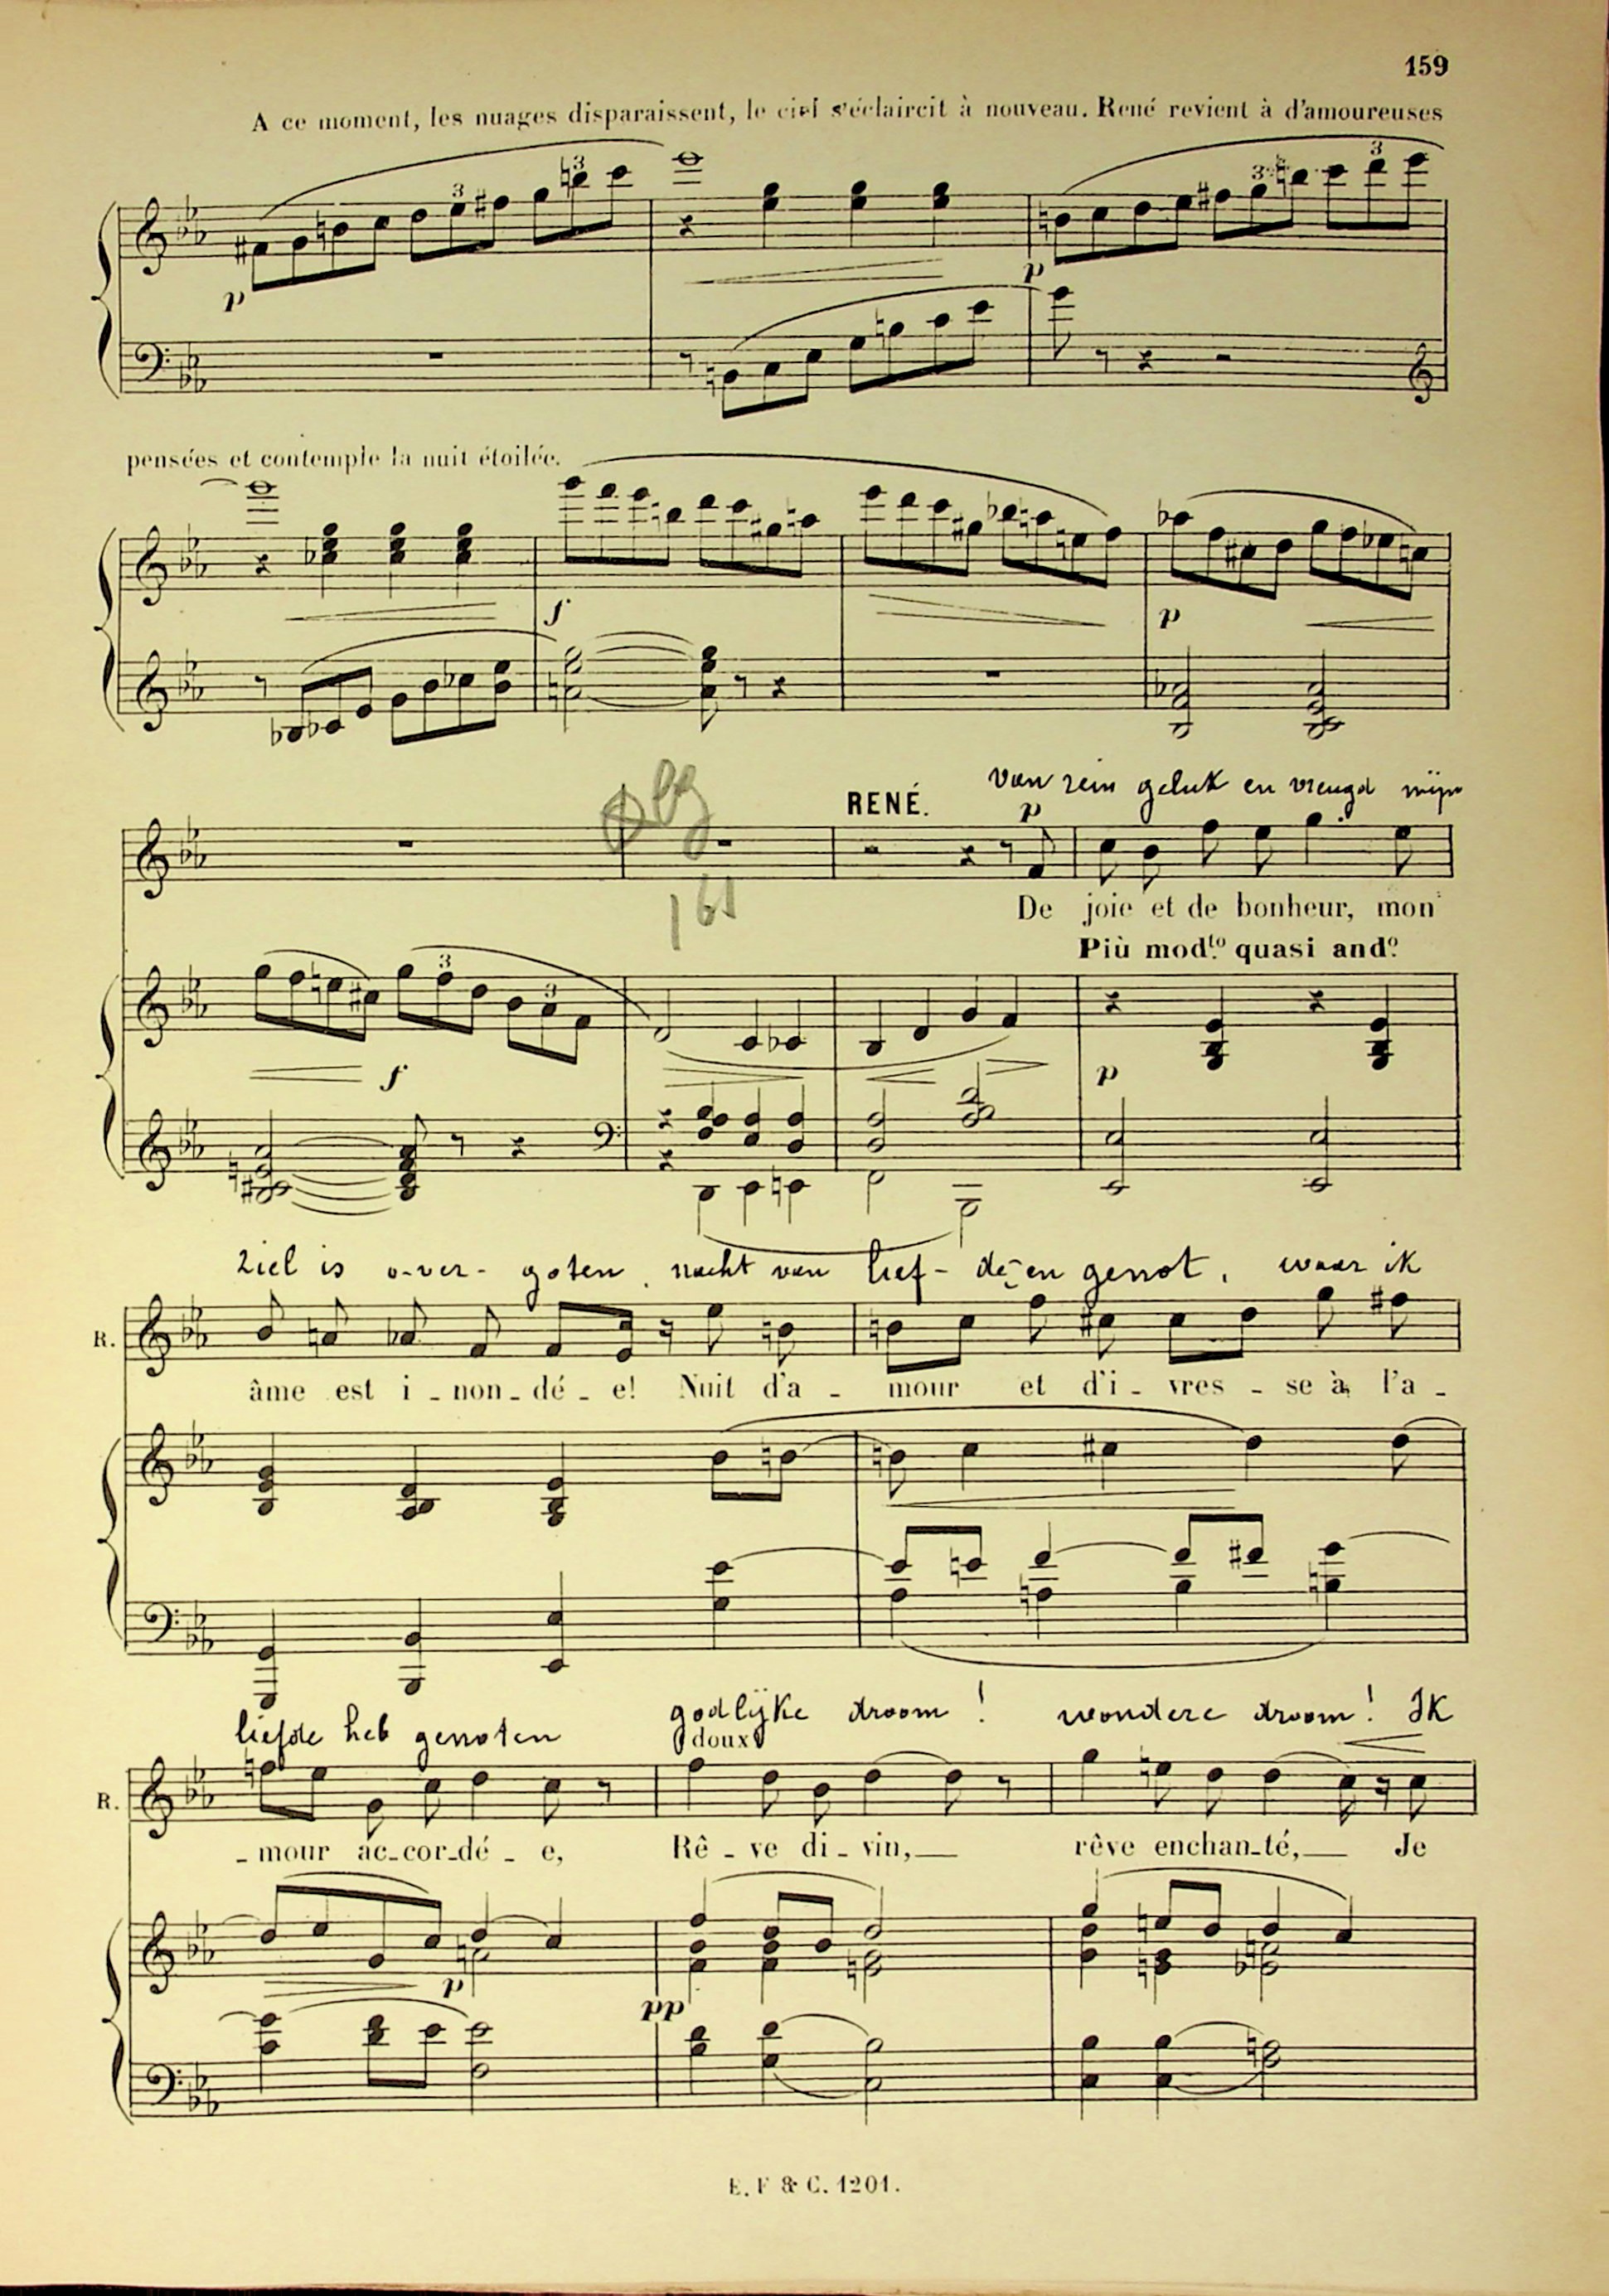 159
A ce moment, les nuages disparaissent, le ciel s'éclaircit à nouveau. René revient à d'amoureuses
3 3 3 3
p p
pensées et contemple la nuit étoilée.
f p
van rein geluk en vreugd mijn
RENÉ. p
161
De joie et de bonheur, mon
Più mod.to quasi and.o
3 3
f p
ziel is o-ver- goten, nacht van lief- de en genot, waar ik
R.
âme est i - non - dé - e! Nuit d'a - mour et d'i - vres - se à l'a -
liefde heb genoten godlijke droom! wondere droom! Ik
doux
R.
- mour ac - cor - dé - e, Rê - ve di - vin, rêve enchan - té, Je
p pp
E. F & C. 1201.